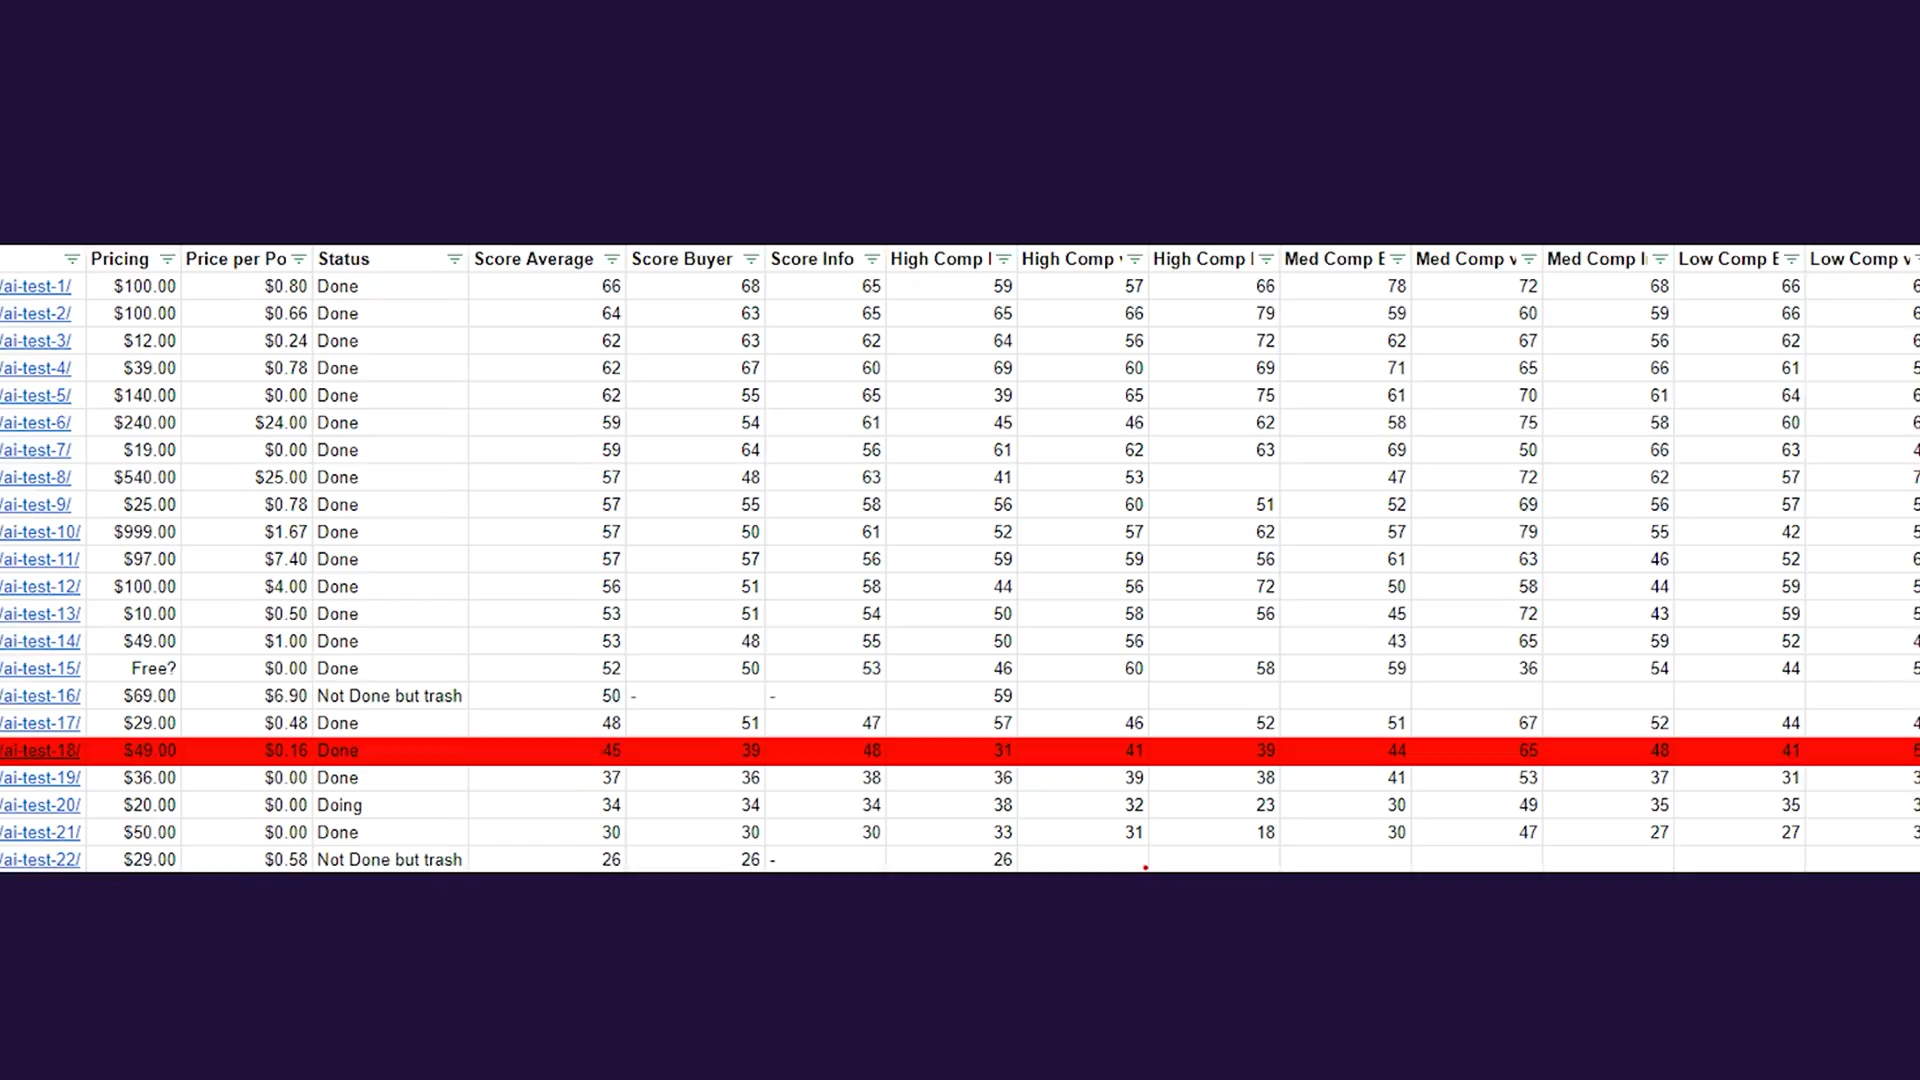 Pricing Price per Po Status Score Average Score Buyer Score Info High Comp High Comp High Comp Med Comp E Med Comp v Med Comp Low Comp E Low Comp v
/ai-test-1/ $100.00 $0.80 Done 66 68 65 59 57 66 78 72 68 66 6
/ai-test-2/ $100.00 $0.66 Done 64 63 65 65 66 79 59 60 59 66 6
/ai-test-3/ $12.00 $0.24 Done 62 63 62 64 56 72 62 67 56 62 6
/ai-test-4/ $39.00 $0.78 Done 62 67 60 69 60 69 71 65 66 61 5
/ai-test-5/ $140.00 $0.00 Done 62 55 65 39 65 75 61 70 61 64 6
/ai-test-6/ $240.00 $24.00 Done 59 54 61 45 46 62 58 75 58 60 6
/ai-test-7/ $19.00 $0.00 Done 59 64 56 61 62 63 69 50 66 63 4
/ai-test-8/ $540.00 $25.00 Done 57 48 63 41 53 47 72 62 57 7
/ai-test-9/ $25.00 $0.78 Done 57 55 58 56 60 51 52 69 56 57 5
/ai-test-10/ $999.00 $1.67 Done 57 50 61 52 57 62 57 79 55 42 5
/ai-test-11/ $97.00 $7.40 Done 57 57 56 59 59 56 61 63 46 52 6
/ai-test-12/ $100.00 $4.00 Done 56 51 58 44 56 72 50 58 44 59 5
/ai-test-13/ $10.00 $0.50 Done 53 51 54 50 58 56 45 72 43 59 5
/ai-test-14/ $49.00 $1.00 Done 53 48 55 50 56 43 65 59 52 4
/ai-test-15/ Free? $0.00 Done 52 50 53 46 60 58 59 36 54 44 5
/ai-test-16/ $69.00 $6.90 Not Done but trash 50 - - 59
/ai-test-17/ $29.00 $0.48 Done 48 51 47 57 46 52 51 67 52 44 4
/ai-test-18/ $49.00 $0.16 Done 45 39 48 31 41 39 44 65 48 41
/ai-test-19/ $36.00 $0.00 Done 37 36 38 36 39 38 41 53 37 31 3
/ai-test-20/ $20.00 $0.00 Doing 34 34 34 38 32 23 30 49 35 35 3
/ai-test-21/ $50.00 $0.00 Done 30 30 30 33 31 18 30 47 27 27 3
/ai-test-22/ $29.00 $0.58 Not Done but trash 26 26 - 26